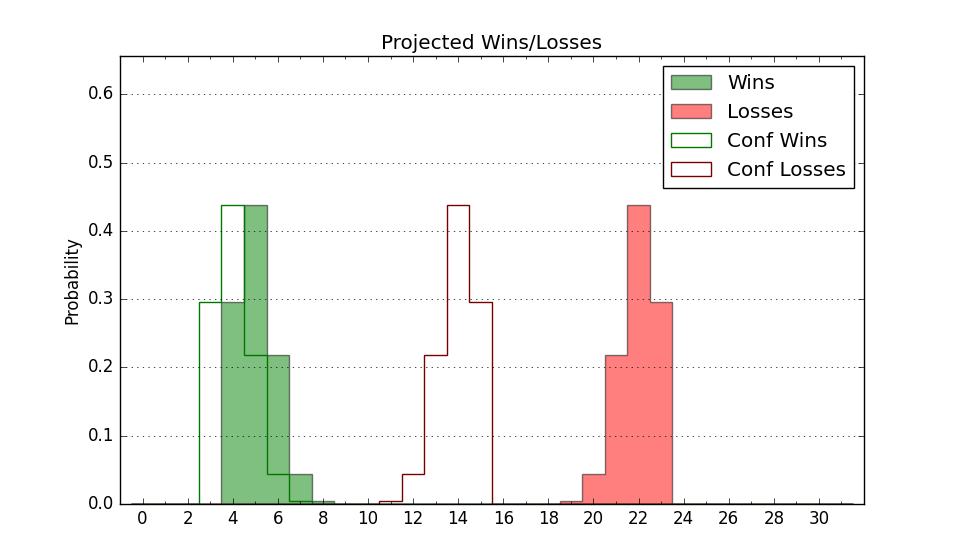 Projected Wins/Losses
Wins
Losses
Conf Wins
Conf Losses
Probability
0.6
0.5
0.4
0.3
0.2
0.1
0.0
0 2 4 6 8 10 12 14 16 18 20 22 24 26 28 30